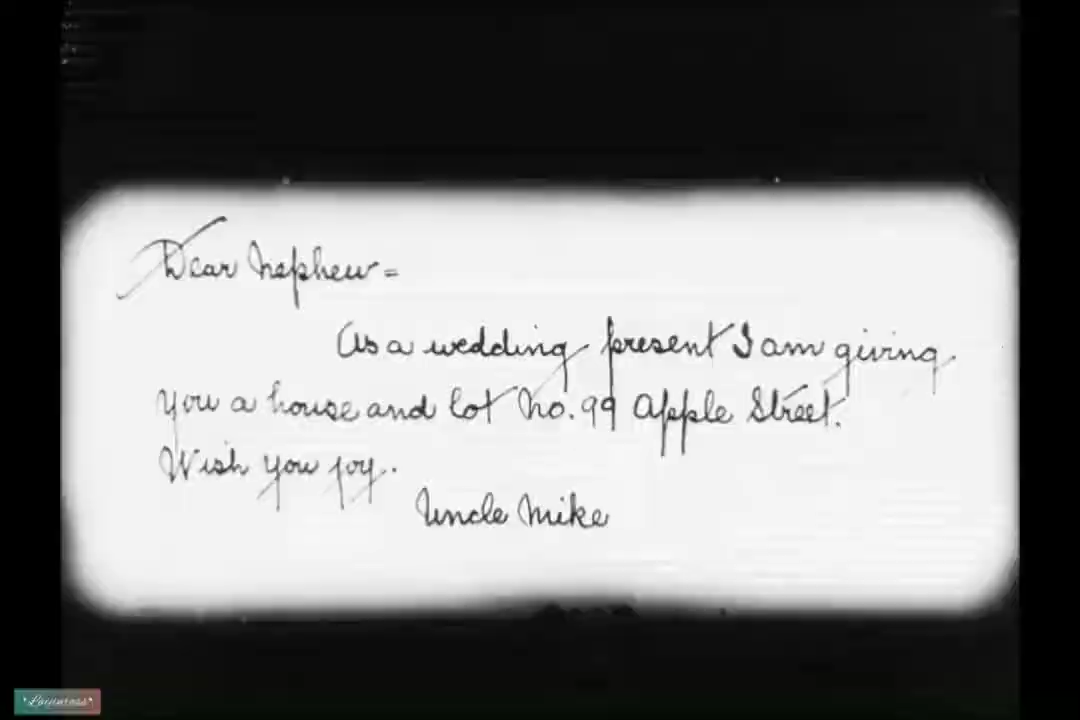 Dear Nephew =
As a wedding present I am giving
you a house and lot No. 99 Apple Street.
Wish you joy.
Uncle Mike